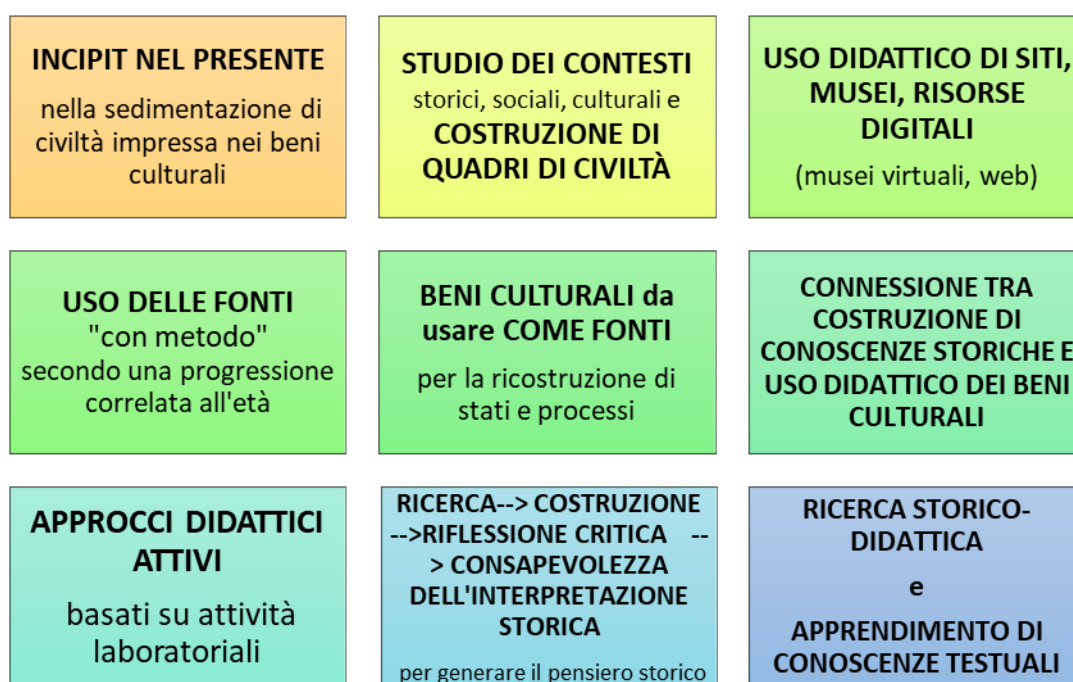 INCIPIT NEL PRESENTE
nella sedimentazione di
civiltà impressa nei beni
culturali
STUDIO DEI CONTESTI
storici, sociali, culturali e
COSTRUZIONE DI
QUADRI DI CIVILTÀ
USO DIDATTICO DI SITI,
MUSEI, RISORSE
DIGITALI
(musei virtuali, web)
USO DELLE FONTI
"con metodo"
secondo una progressione
correlata all'età
BENI CULTURALI da
usare COME FONTI
per la ricostruzione di
stati e processi
CONNESSIONE TRA
COSTRUZIONE DI
CONOSCENZE STORICHE E
USO DIDATTICO DEI BENI
CULTURALI
APPROCCI DIDATTICI
ATTIVI
basati su attività
laboratoriali
RICERCA--> COSTRUZIONE
-->RIFLESSIONE CRITICA --
> CONSAPEVOLEZZA
DELL'INTERPRETAZIONE
STORICA
per generare il pensiero storico
RICERCA STORICO-
DIDATTICA
e
APPRENDIMENTO DI
CONOSCENZE TESTUALI